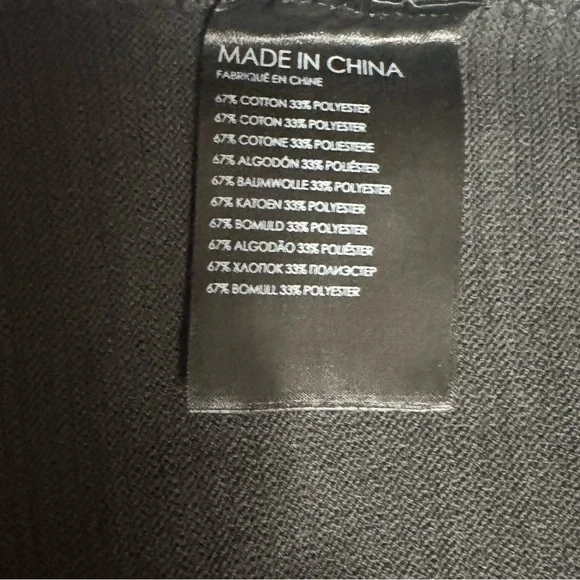 MADE IN CHINA
FABRIQUÉ EN CHINE
67% COTTON 33% POLYESTER
67% COTON 33% POLYESTER
67% COTONE 33% POLIESTERE
67% ALGODÓN 33% POLIÉSTER
67% BAUMWOLLE 33% POLYESTER
67% KATOEN 33% POLYESTER
67% BOMULD 33% POLYESTER
67% ALGODÃO 33% POLIÉSTER
67% ХЛОПОК 33% ПОЛИЭСТЕР
67% BOMULL 33% POLYESTER